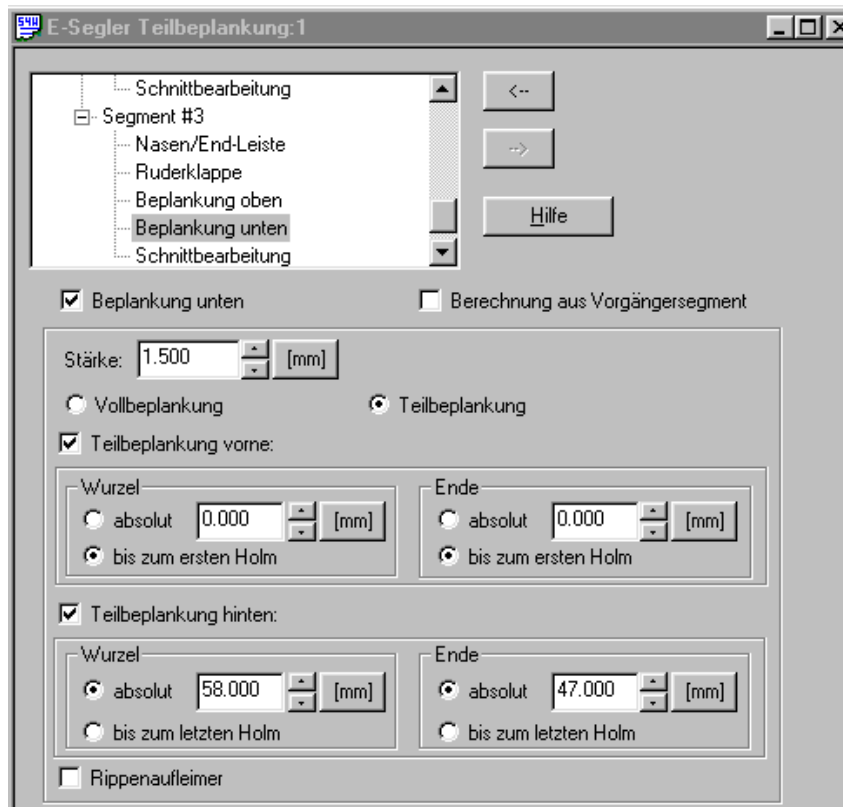 E-Segler Teilbeplankung:1
Schnittbearbeitung
Segment #3
Nasen/End-Leiste
Ruderklappe
Beplankung oben
Beplankung unten
Schnittbearbeitung
<--
-->
Hilfe
Beplankung unten
Berechnung aus Vorgängersegment
Stärke: 1.500 [mm]
Vollbeplankung
Teilbeplankung
Teilbeplankung vorne:
Wurzel
absolut 0.000 [mm]
bis zum ersten Holm
Ende
absolut 0.000 [mm]
bis zum ersten Holm
Teilbeplankung hinten:
Wurzel
absolut 58.000 [mm]
bis zum letzten Holm
Ende
absolut 47.000 [mm]
bis zum letzten Holm
Rippenaufleimer